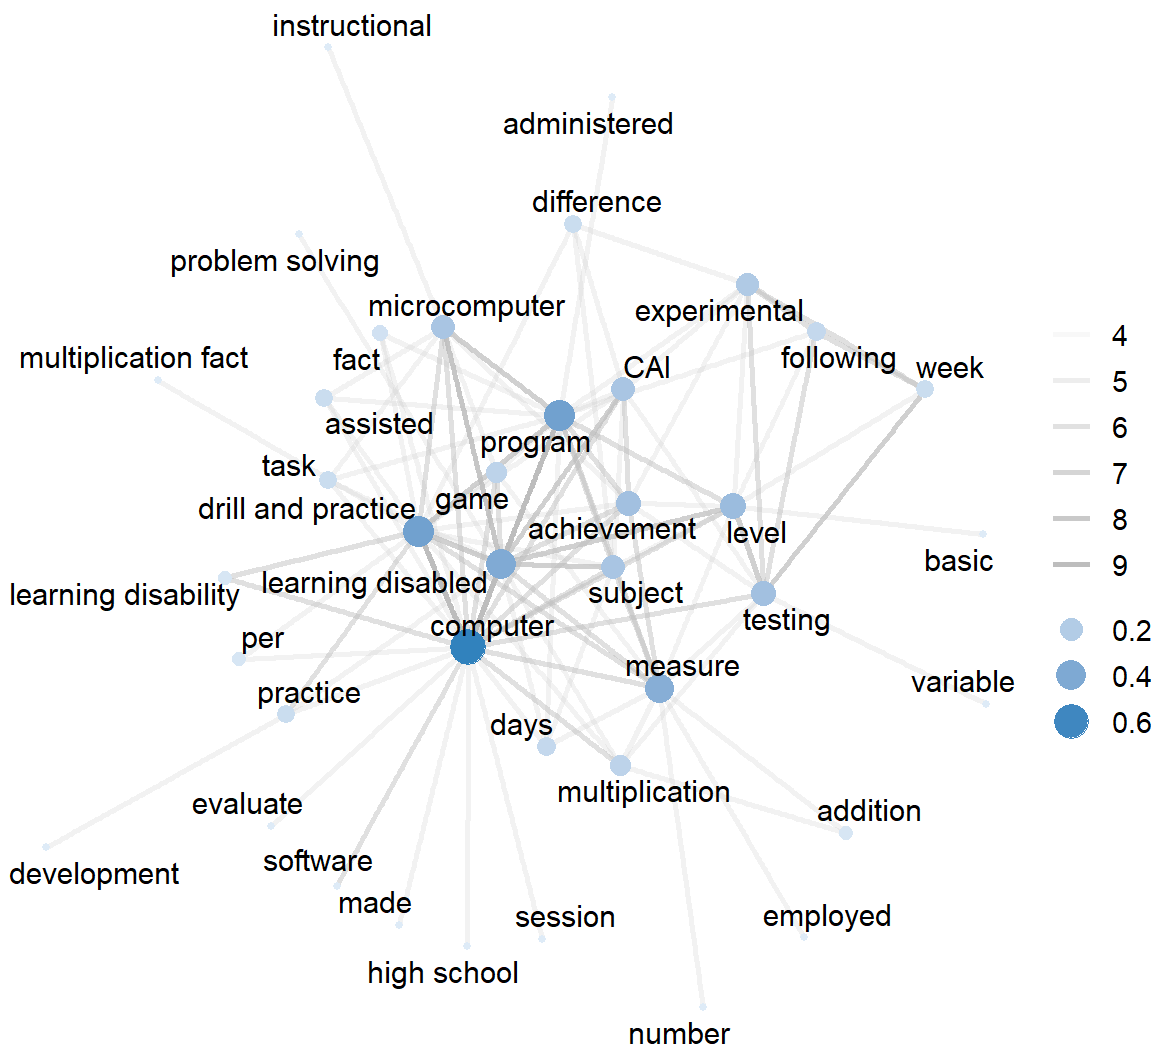 instructional
administered
difference
problem solving
microcomputer
experimental
multiplication fact
fact
CAI
following
week
assisted
program
task
game
drill and practice
achievement
level
basic
learning disability
learning disabled
subject
testing
per
computer
measure
practice
variable
days
multiplication
evaluate
addition
development
software
made
session
employed
high school
number
4
5
6
7
8
9
0.2
0.4
0.6